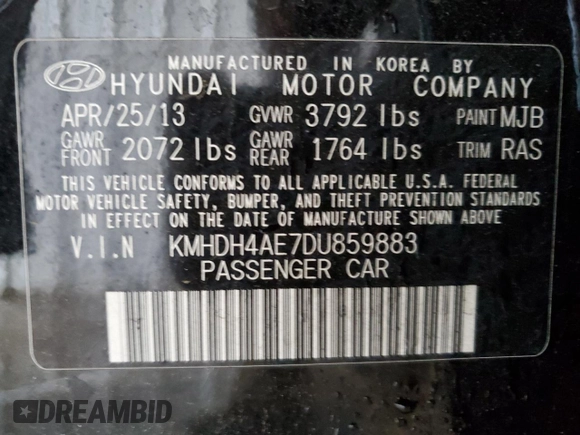 MANUFACTURED IN KOREA BY
HYUNDAI MOTOR COMPANY
APR/25/13 GVWR 3792 lbs PAINT MJB
GAWR FRONT 2072 lbs GAWR REAR 1764 lbs TRIM RAS
THIS VEHICLE CONFORMS TO ALL APPLICABLE U.S.A. FEDERAL
MOTOR VEHICLE SAFETY, BUMPER, AND THEFT PREVENTION STANDARDS
IN EFFECT ON THE DATE OF MANUFACTURE SHOWN ABOVE
V.I.N KMHDH4AE7DU859883
PASSENGER CAR
DREAMBID